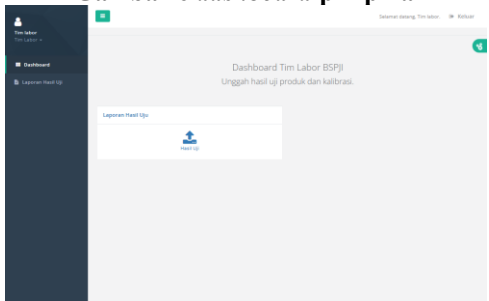 Selamat datang, Tim labor
Keluar
Tim labor
Tim Labor
Dashboard
Laporan Hasil Uji
Dashboard Tim Labor BSPJI
Unggah hasil uji produk dan kalibrasi.
Laporan Hasil Uju
Hasil Uji